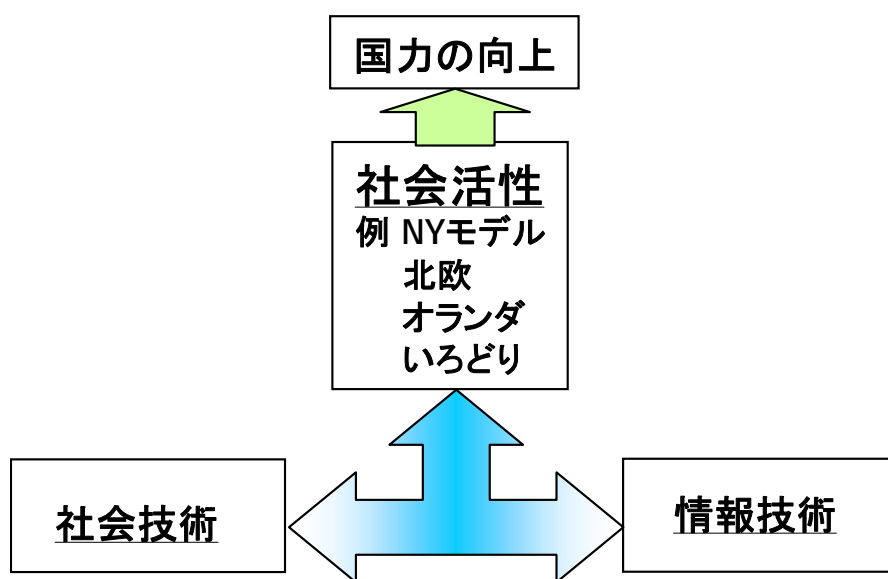 国力の向上
社会活性
例 NYモデル
北欧
オランダ
いろどり
社会技術
情報技術